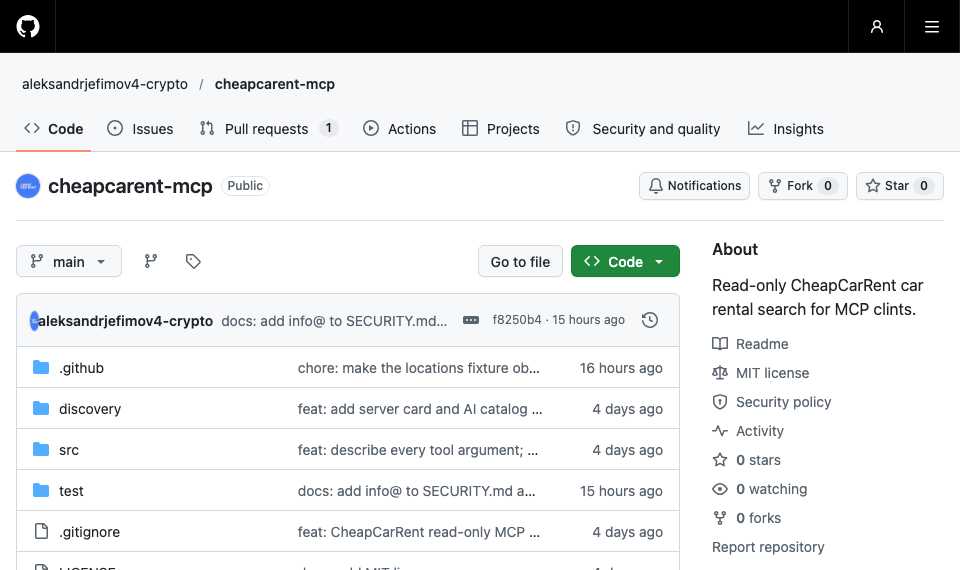 aleksandrjefimov4-crypto / cheapcarent-mcp
Code Issues Pull requests 1 Actions Projects Security and quality Insights
cheapcarent-mcp Public
Notifications Fork 0 Star 0
main Go to file Code
aleksandrjefimov4-crypto docs: add info@ to SECURITY.md... f8250b4 · 15 hours ago
.github chore: make the locations fixture ob... 16 hours ago
discovery feat: add server card and AI catalog ... 4 days ago
src feat: describe every tool argument; ... 4 days ago
test docs: add info@ to SECURITY.md a... 15 hours ago
.gitignore feat: CheapCarRent read-only MCP ... 4 days ago
About
Read-only CheapCarRent car
rental search for MCP clints.
Readme
MIT license
Security policy
Activity
0 stars
0 watching
0 forks
Report repository